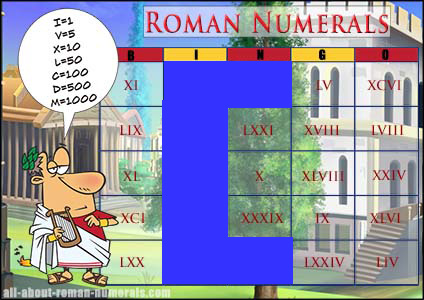 ROMAN NUMERALS
I=1
V=5
X=10
L=50
C=100
D=500
M=1000
B I N G O
XI LV XCVI
LIX LXXI XVIII LVIII
XL X XLVIII XXIV
XCI XXXIX IX XLVI
LXX LXXIV LIV
all-about-roman-numerals.com